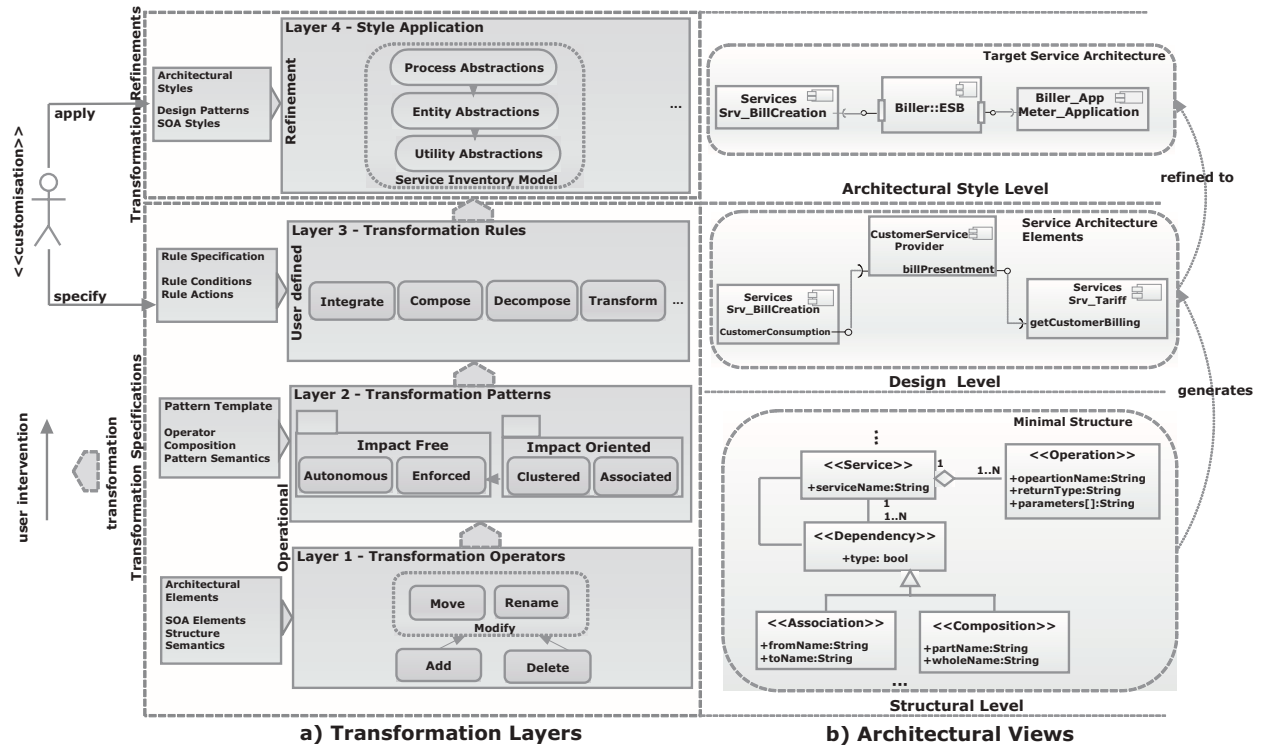 <<customisation>>
apply
specify
user intervention
transformation
Transformation Refinements
Transformation Specifications
Architectural
Styles
Design Patterns
SOA Styles
Layer 4 - Style Application
Refinement
Process Abstractions
Entity Abstractions
Utility Abstractions
Service Inventory Model
...
Rule Specification
Rule Conditions
Rule Actions
Layer 3 - Transformation Rules
User defined
Integrate
Compose
Decompose
Transform
...
Pattern Template
Operator
Composition
Pattern Semantics
Operational
Layer 2 - Transformation Patterns
Impact Free
Autonomous
Enforced
Impact Oriented
Clustered
Associated
Architectural
Elements
SOA Elements
Structure
Semantics
Layer 1 - Transformation Operators
Move
Rename
Modify
Add
Delete
a) Transformation Layers
Target Service Architecture
Services
Srv_BillCreation
Biller::ESB
Biller_App
Meter_Application
Architectural Style Level
refined to
Service Architecture
Elements
CustomerService
Provider
billPresentment
Services
Srv_BillCreation
CustomerConsumption
Services
Srv_Tariff
getCustomerBilling
Design Level
generates
Minimal Structure
...
<<Service>>
+serviceName:String
1
1..N
<<Operation>>
+opeartionName:String
+returnType:String
+parameters[]:String
1
1..N
<<Dependency>>
+type: bool
<<Association>>
+fromName:String
+toName:String
<<Composition>>
+partName:String
+wholeName:String
...
Structural Level
b) Architectural Views